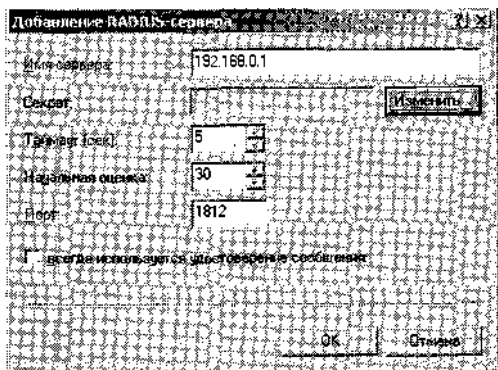 Добавление RADIUS-сервера
Имя сервера: 192.168.0.1
Секрет: Изменить...
Таймаут (сек): 5
Начальная оценка: 30
Порт: 1812
всегда используется удостоверение сообщения
OK Отмена